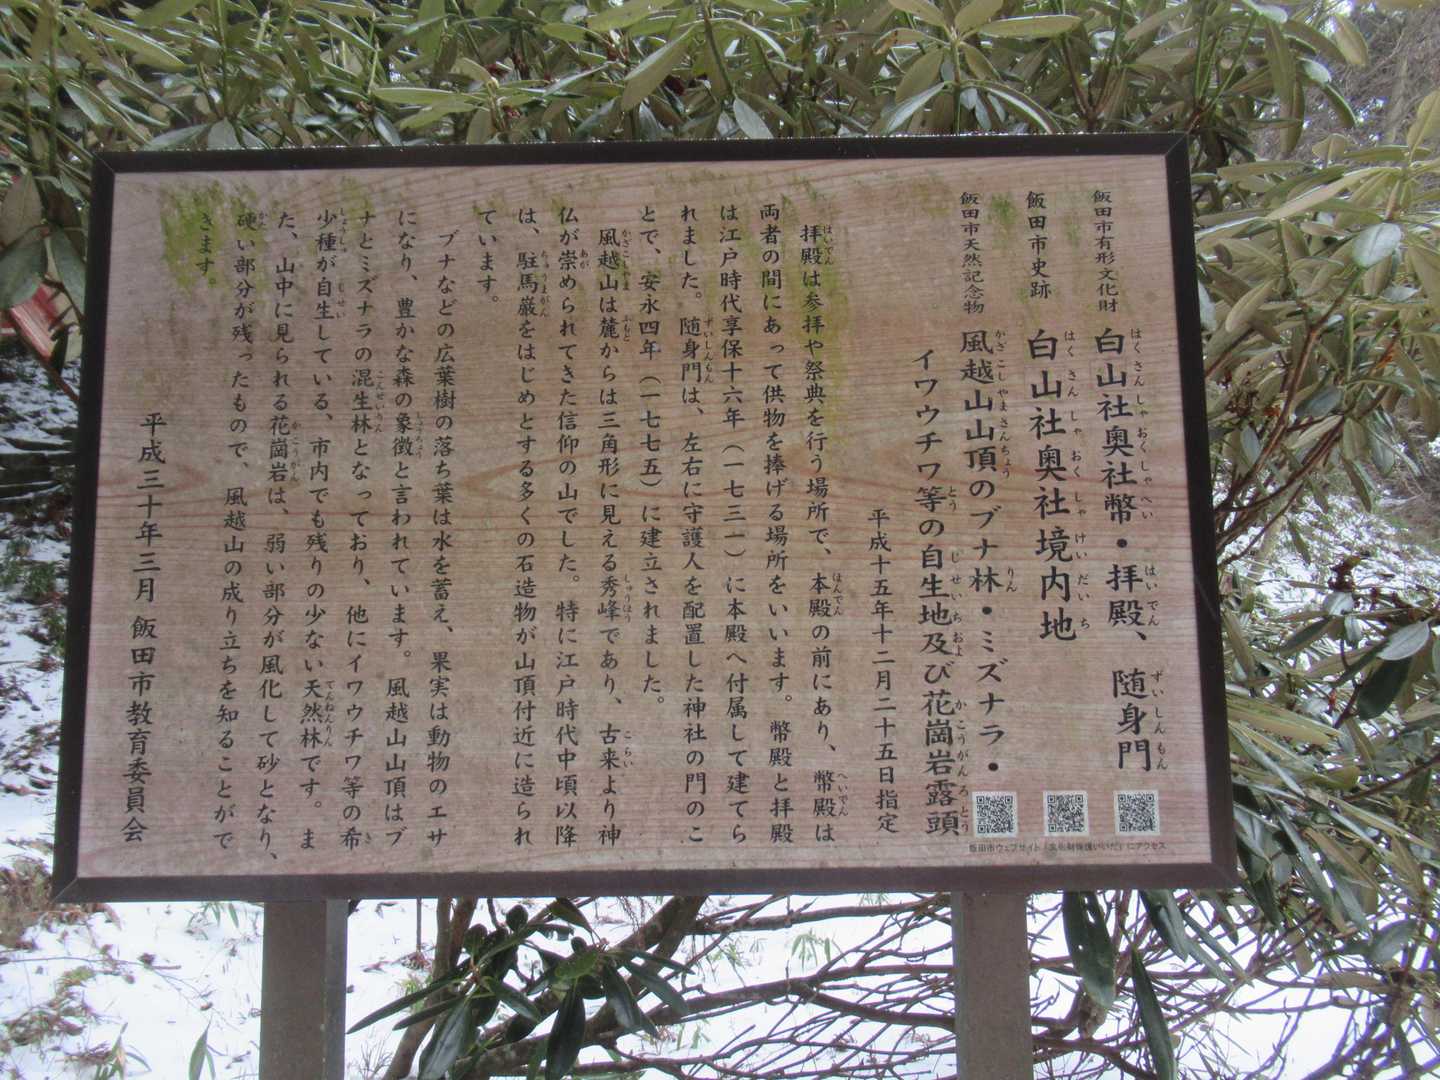 飯田市有形文化財 白山社奥社幣・拝殿、 随身門
飯田市史跡 白山社奥社境内地
飯田市天然記念物 風越山山頂のブナ林・ミズナラ・
イワウチワ等の自生地及び花崗岩露頭
平成十五年十二月二十五日指定
拝殿は参拝や祭典を行う場所で、本殿の前にあり、幣殿は
両者の間にあって供物を捧げる場所をいいます。幣殿と拝殿
は江戸時代享保十六年（一七三一）に本殿へ付属して建てら
れました。随身門は、左右に守護人を配置した神社の門のこ
とで、安永四年（一七七五）に建立されました。
風越山は麓からは三角形に見える秀峰であり、古来より神
仏が崇められてきた信仰の山でした。特に江戸時代中頃以降
は、駐馬巌をはじめとする多くの石造物が山頂付近に造られ
ています。
ブナなどの広葉樹の落ち葉は水を蓄え、果実は動物のエサ
になり、豊かな森の象徴と言われています。風越山山頂はブ
ナとミズナラの混生林となっており、他にイワウチワ等の希
少種が自生している、市内でも残りの少ない天然林です。ま
た、山中に見られる花崗岩は、弱い部分が風化して砂となり、
硬い部分が残ったもので、風越山の成り立ちを知ることがで
きます。
平成三十年三月 飯田市教育委員会
飯田市ウェブサイト「文化財保護いいだ」にアクセス